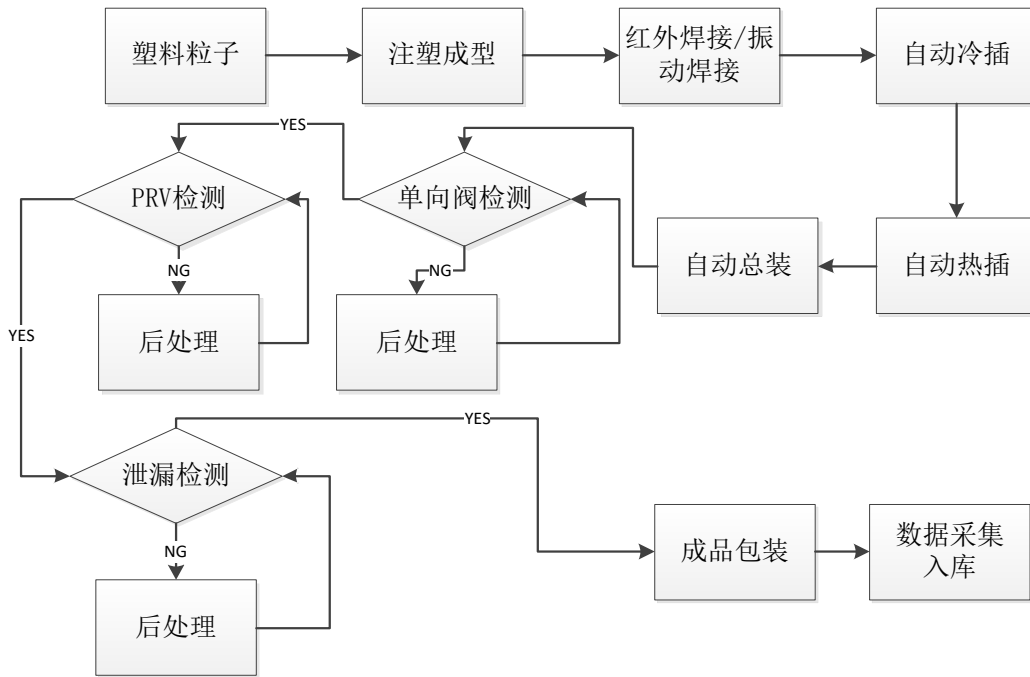 塑料粒子
注塑成型
红外焊接/振
动焊接
自动冷插
YES
PRV检测
单向阀检测
自动总装
自动热插
NG
NG
后处理
后处理
YES
YES
泄漏检测
NG
成品包装
数据采集
入库
后处理